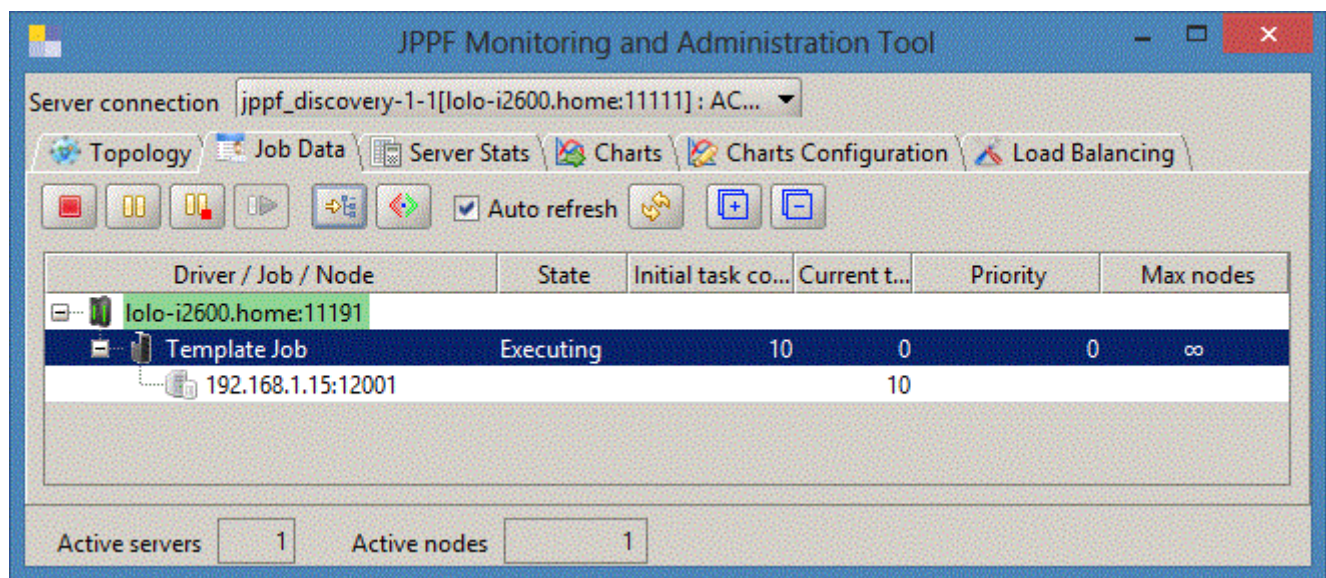 JPPF Monitoring and Administration Tool
Server connection jppf_discovery-1-1[lolo-i2600.home:11111] : AC...
Topology Job Data Server Stats Charts Charts Configuration Load Balancing
Auto refresh
Driver / Job / Node State Initial task co... Current t... Priority Max nodes
lolo-i2600.home:11191
Template Job Executing 10 0 0 ∞
192.168.1.15:12001 10
Active servers 1 Active nodes 1